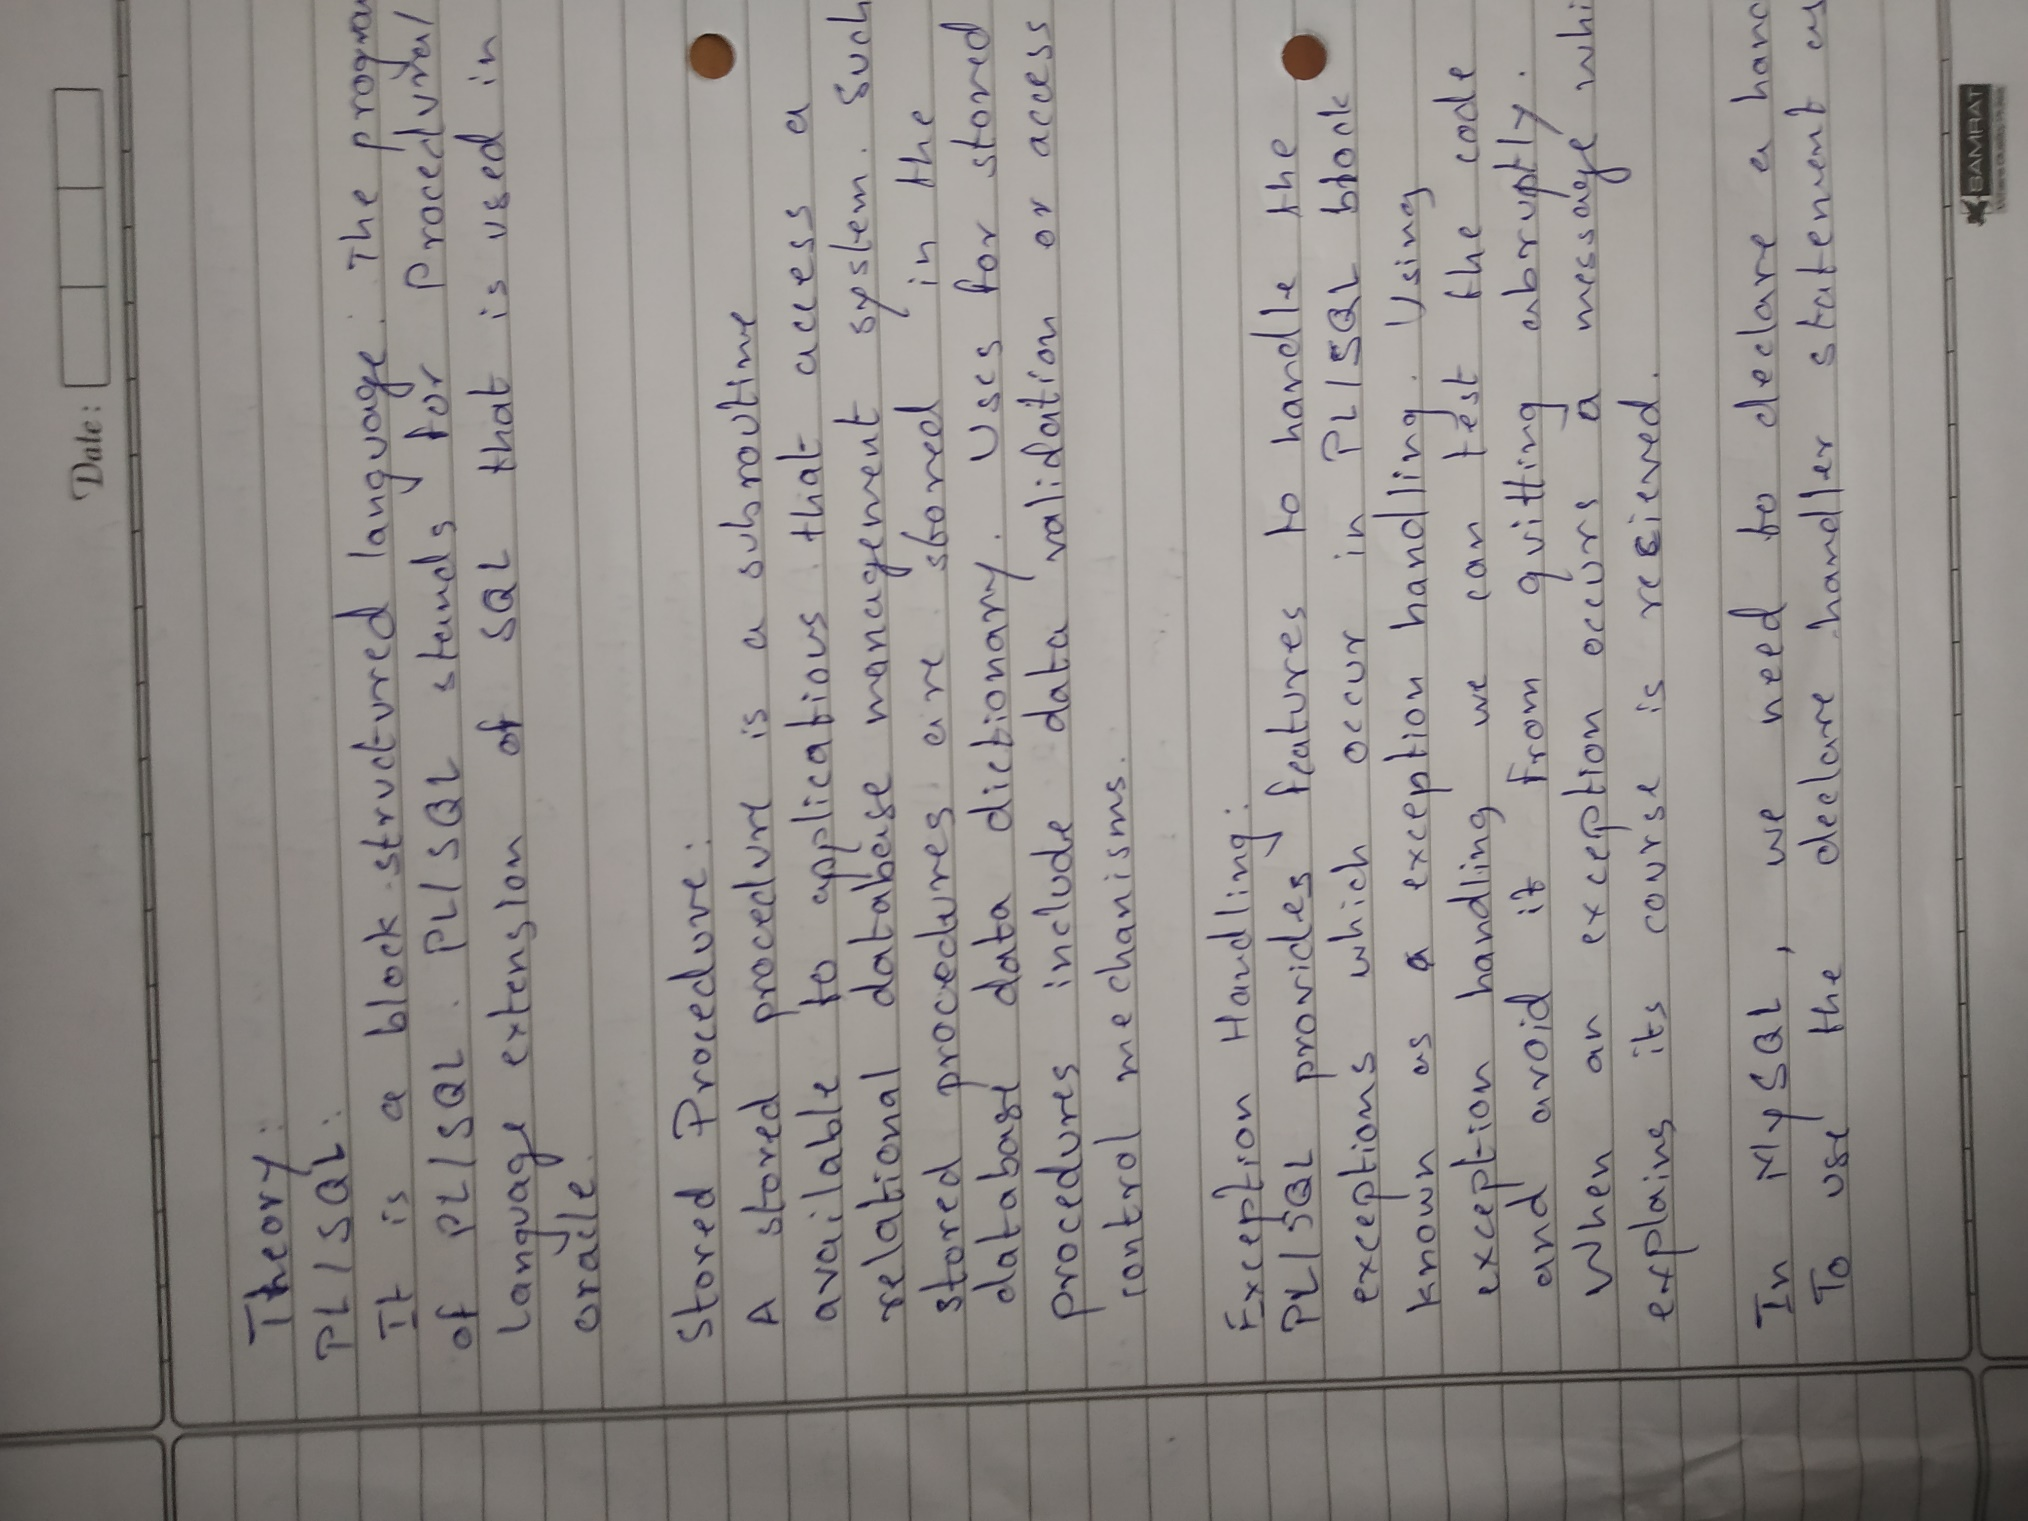 Date:
Theory:
PL/SQL:
It is a block structured language. The
of PL/SQL. PL/SQL stands for Procedural
Language extension of SQL that is used in
oracle.
Stored Procedure:
A stored procedure is a subroutine
available to applications that access a
relational database management system. Such
stored procedures are stored in the
database data dictionary. Uses for stored
procedures include data validation or access
control mechanisms.
Exception Handling:
PL/SQL provides features to handle the
exceptions which occur in PL/SQL block
known as a exception handling. Using
exception handling we can test the code
and avoid it from quitting abruptly.
When an exception occurs a message
explains its course is recieved.
In MySQL, we need to declare a
To use the declare handler statement as
SAMRAT